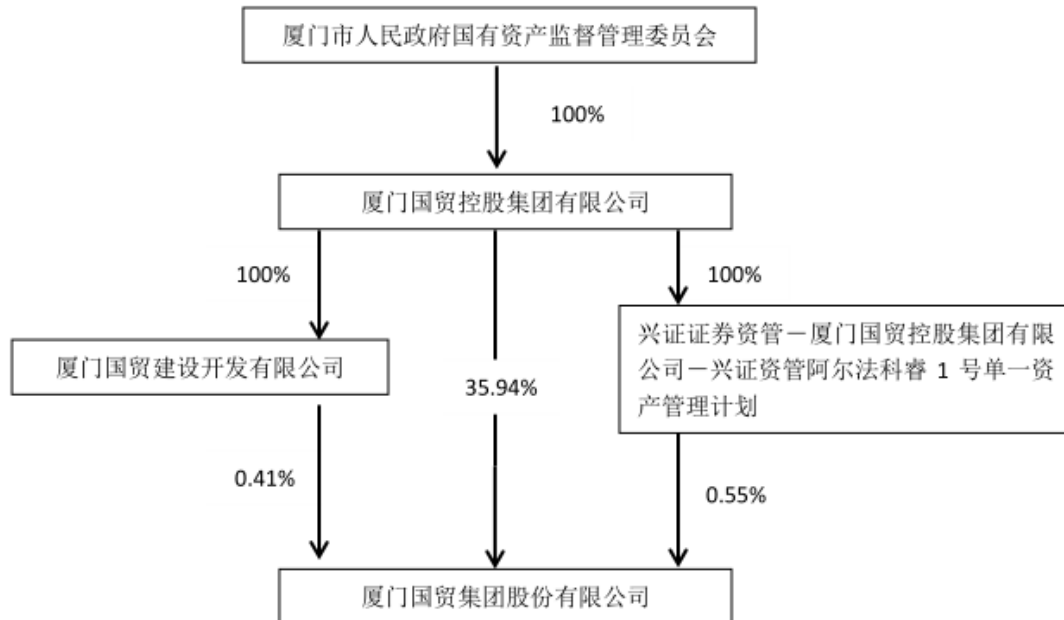 厦门市人民政府国有资产监督管理委员会
100%
厦门国贸控股集团有限公司
100%
100%
厦门国贸建设开发有限公司
35.94%
兴证证券资管－厦门国贸控股集团有限
公司－兴证资管阿尔法科睿 1 号单一资
产管理计划
0.41%
0.55%
厦门国贸集团股份有限公司